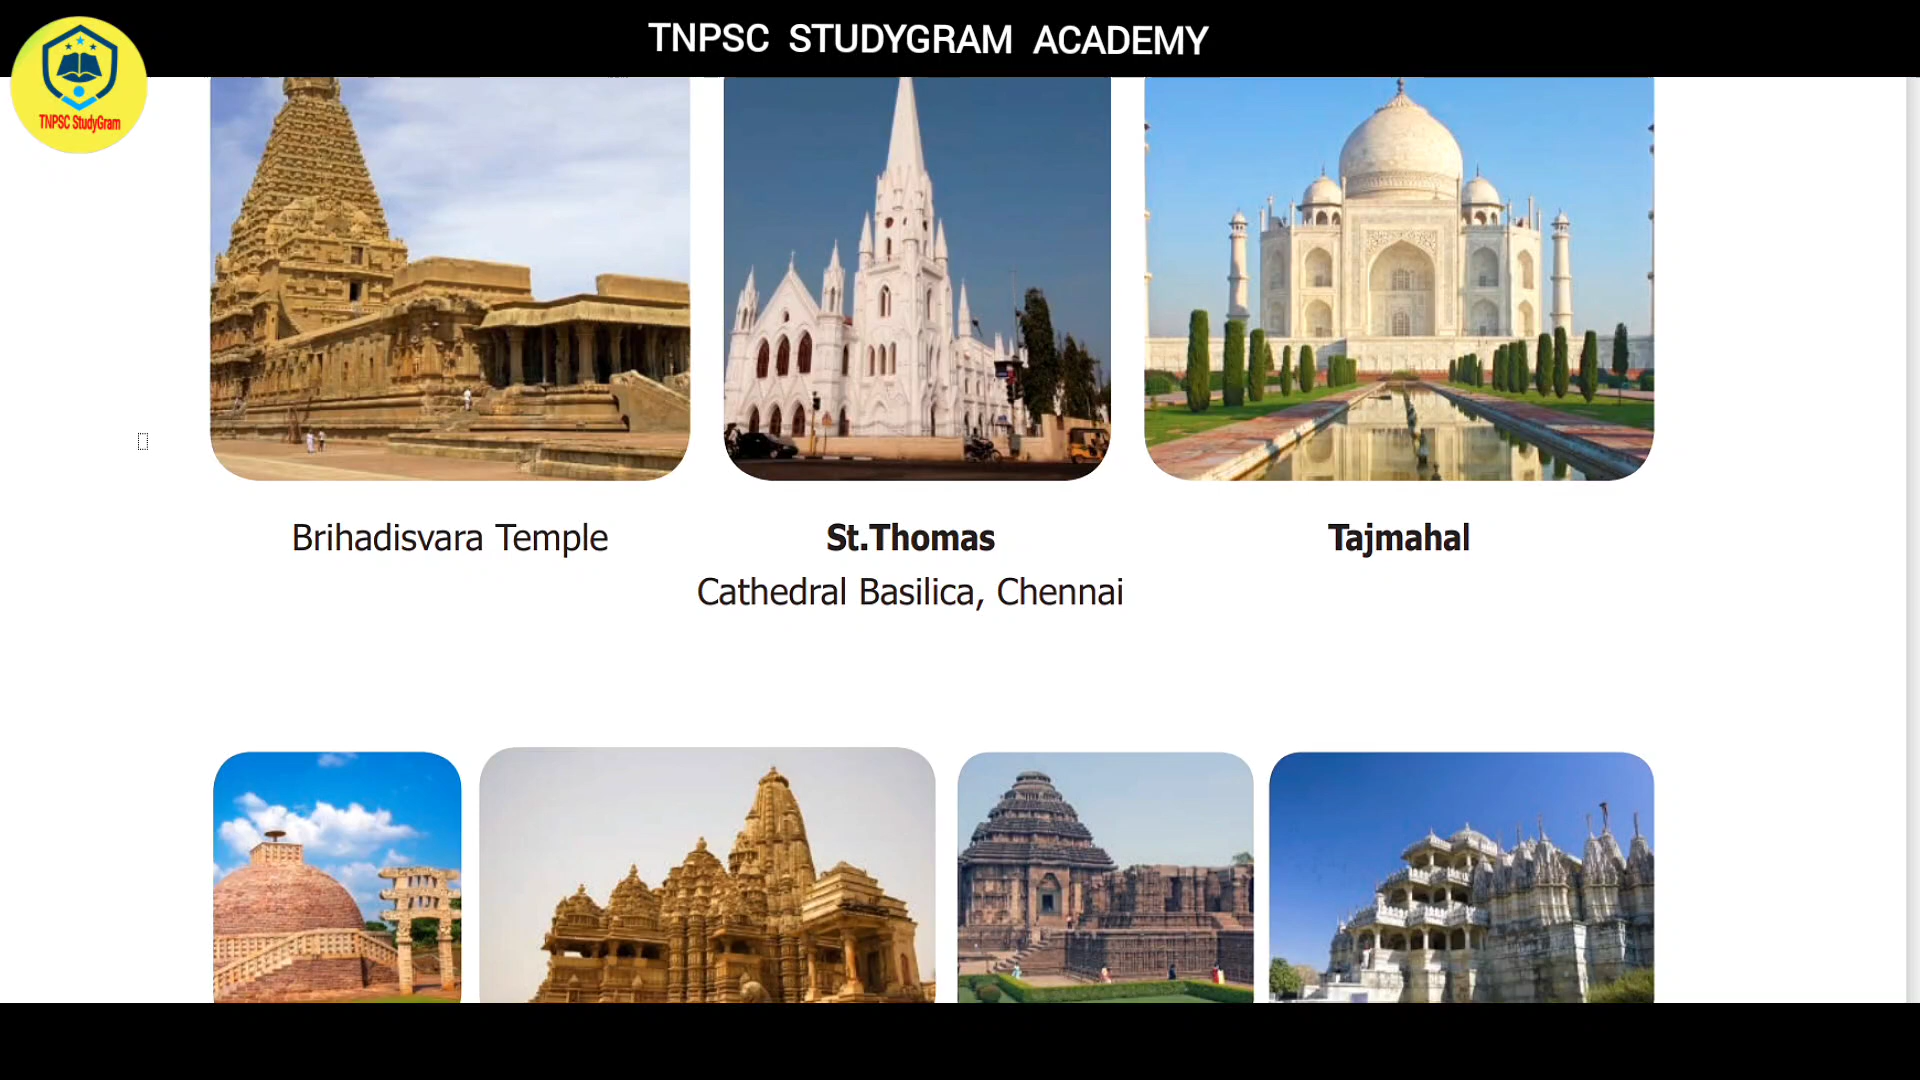 TNPSC STUDYGRAM ACADEMY
TNPSC StudyGram
Brihadisvara Temple
St.Thomas
Cathedral Basilica, Chennai
Tajmahal